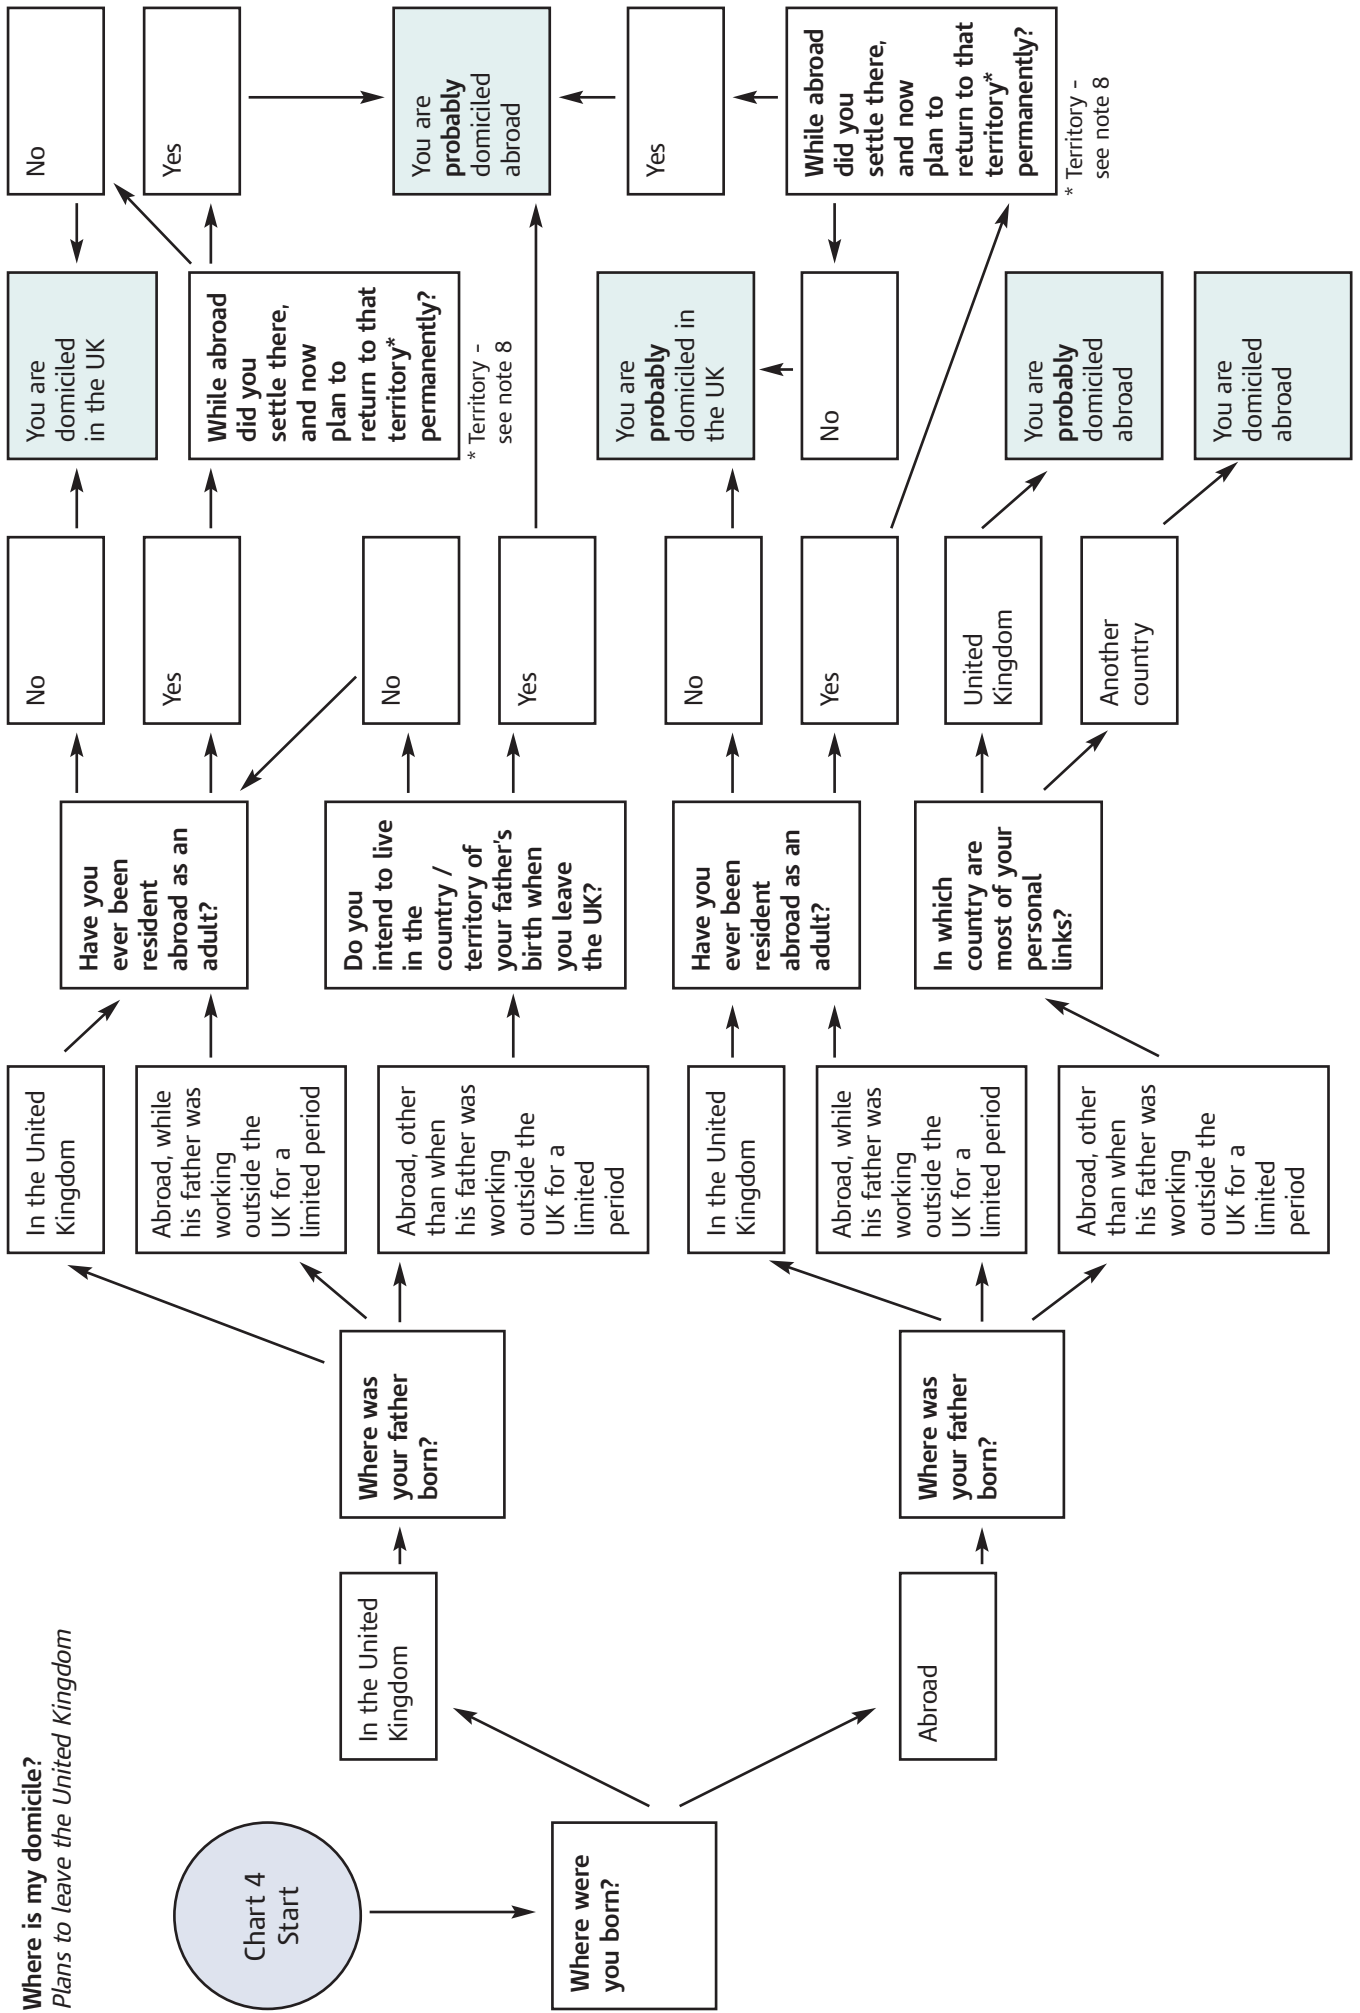 Where is my domicile?
Plans to leave the United Kingdom
Chart 4
Start
Where were
you born?
In the United
Kingdom
Where was
your father
born?
In the United
Kingdom
Abroad, while
his father was
working
outside the
UK for a
limited period
Abroad, other
than when
his father was
working
outside the
UK for a
limited
period
Have you
ever been
resident
abroad as an
adult?
Do you
intend to live
in the
country /
territory of
your father's
birth when
you leave
the UK?
No
Yes
No
Yes
You are
domiciled
in the UK
While abroad
did you
settle there,
and now
plan to
return to that
territory*
permanently?
* Territory -
see note 8
No
Yes
You are
probably
domiciled
abroad
Abroad
Where was
your father
born?
In the United
Kingdom
Abroad, while
his father was
working
outside the
UK for a
limited period
Abroad, other
than when
his father was
working
outside the
UK for a
limited
period
Have you
ever been
resident
abroad as an
adult?
In which
country are
most of your
personal
links?
No
Yes
United
Kingdom
Another
country
You are
probably
domiciled in
the UK
No
You are
probably
domiciled
abroad
You are
domiciled
abroad
Yes
While abroad
did you
settle there,
and now
plan to
return to that
territory*
permanently?
* Territory -
see note 8